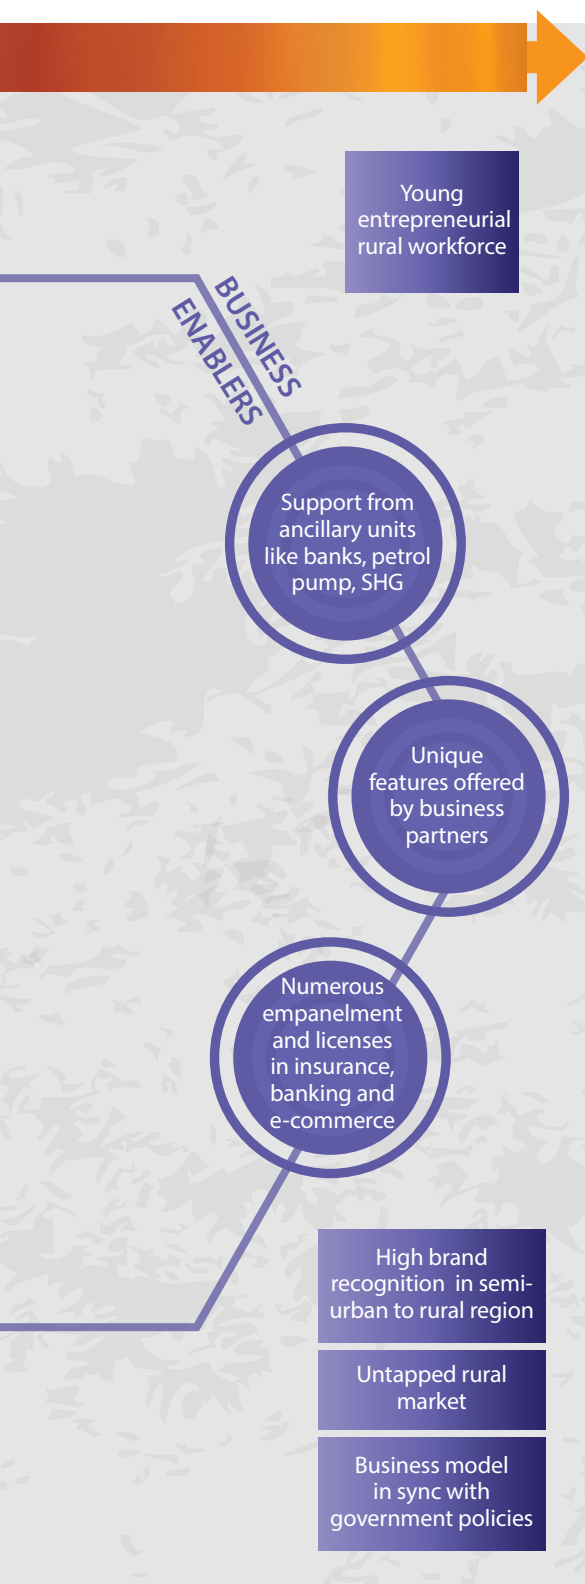 Young
entrepreneurial
rural workforce
BUSINESS
ENABLERS
Support from
ancillary units
like banks, petrol
pump, SHG
Unique
features offered
by business
partners
Numerous
empanelment
and licenses
in insurance,
banking and
e-commerce
High brand
recognition in semi-
urban to rural region
Untapped rural
market
Business model
in sync with
government policies